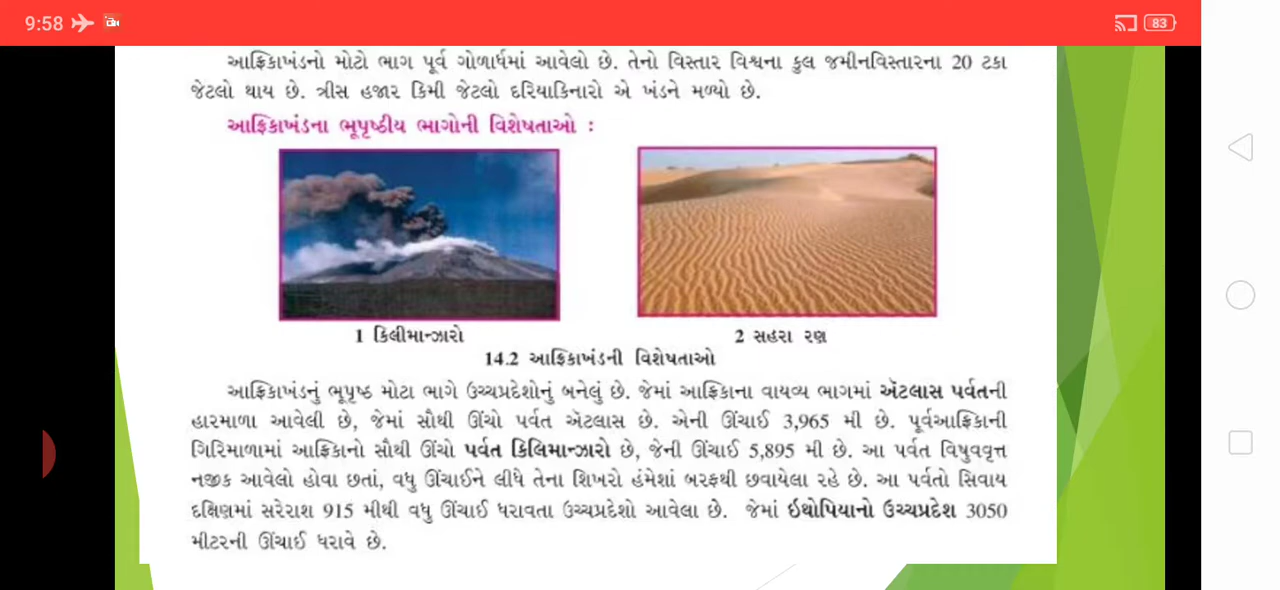 9:58
83
આફ્રિકાખંડનો મોટો ભાગ પૂર્વ ગોળાર્ધમાં આવેલો છે. તેનો વિસ્તાર વિશ્વના કુલ જમીનવિસ્તારના 20 ટકા
જેટલો થાય છે. ત્રીસ હજાર કિમી જેટલો દરિયાકિનારો એ ખંડને મળ્યો છે.
આફ્રિકાખંડના ભૂપૃષ્ઠીય ભાગોની વિશેષતાઓ :
1 કિલીમાન્ઝારો
2 સહરા રણ
14.2 આફ્રિકાખંડની વિશેષતાઓ
આફ્રિકાખંડનું ભૂપૃષ્ઠ મોટા ભાગે ઉચ્ચપ્રદેશોનું બનેલું છે. જેમાં આફ્રિકાના વાયવ્ય ભાગમાં ઍટલાસ પર્વતની
હારમાળા આવેલી છે, જેમાં સૌથી ઊંચો પર્વત ઍટલાસ છે. એની ઊંચાઈ 3,965 મી છે. પૂર્વઆફ્રિકાની
ગિરિમાળામાં આફ્રિકાનો સૌથી ઊંચો પર્વત કિલિમાન્ઝારો છે, જેની ઊંચાઈ 5,895 મી છે. આ પર્વત વિષુવવૃત્ત
નજીક આવેલો હોવા છતાં, વધુ ઊંચાઈને લીધે તેના શિખરો હંમેશાં બરફથી છવાયેલા રહે છે. આ પર્વતો સિવાય
દક્ષિણમાં સરેરાશ 915 મીથી વધુ ઊંચાઈ ધરાવતા ઉચ્ચપ્રદેશો આવેલા છે. જેમાં ઇથોપિયાનો ઉચ્ચપ્રદેશ 3050
મીટરની ઊંચાઈ ધરાવે છે.